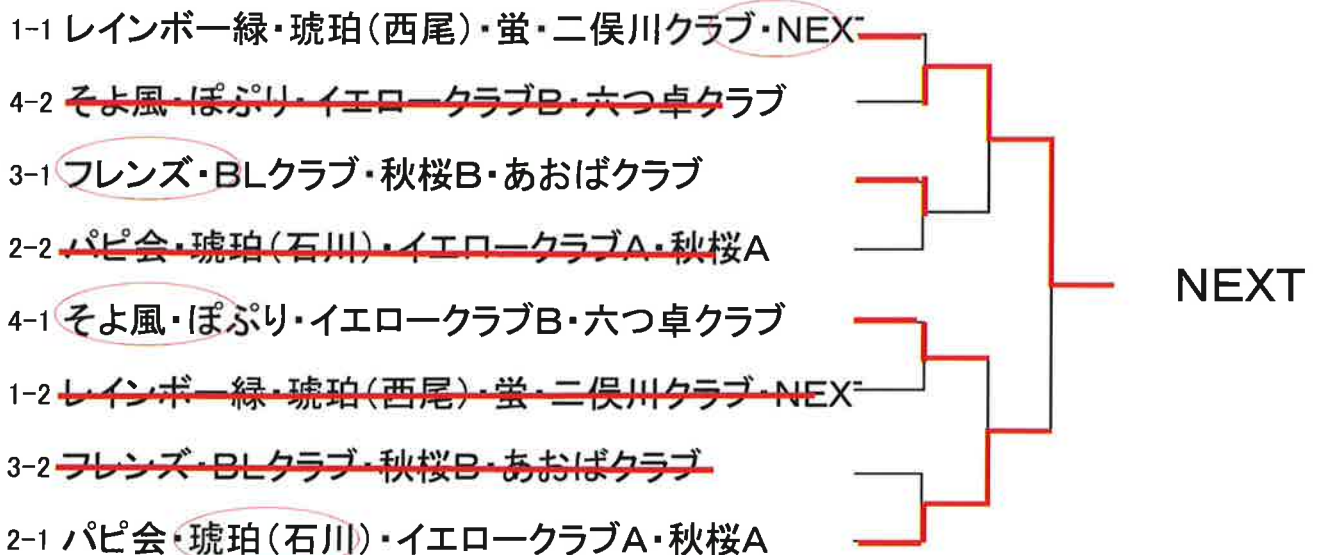 1-1 レインボー緑・琥珀(西尾)・蛍・二俣川クラブ・NEX
4-2 そよ風・ぽぷり・イエロークラブB・六つ卓クラブ
3-1 フレンズ・BLクラブ・秋桜B・あおばクラブ
2-2 パピ会・琥珀(石川)・イエロークラブA・秋桜A
NEXT
4-1 そよ風・ぽぷり・イエロークラブB・六つ卓クラブ
1-2 レインボー緑・琥珀(西尾)・蛍・二俣川クラブ・NEX
3-2 フレンズ・BLクラブ・秋桜B・あおばクラブ
2-1 パピ会・琥珀(石川)・イエロークラブA・秋桜A